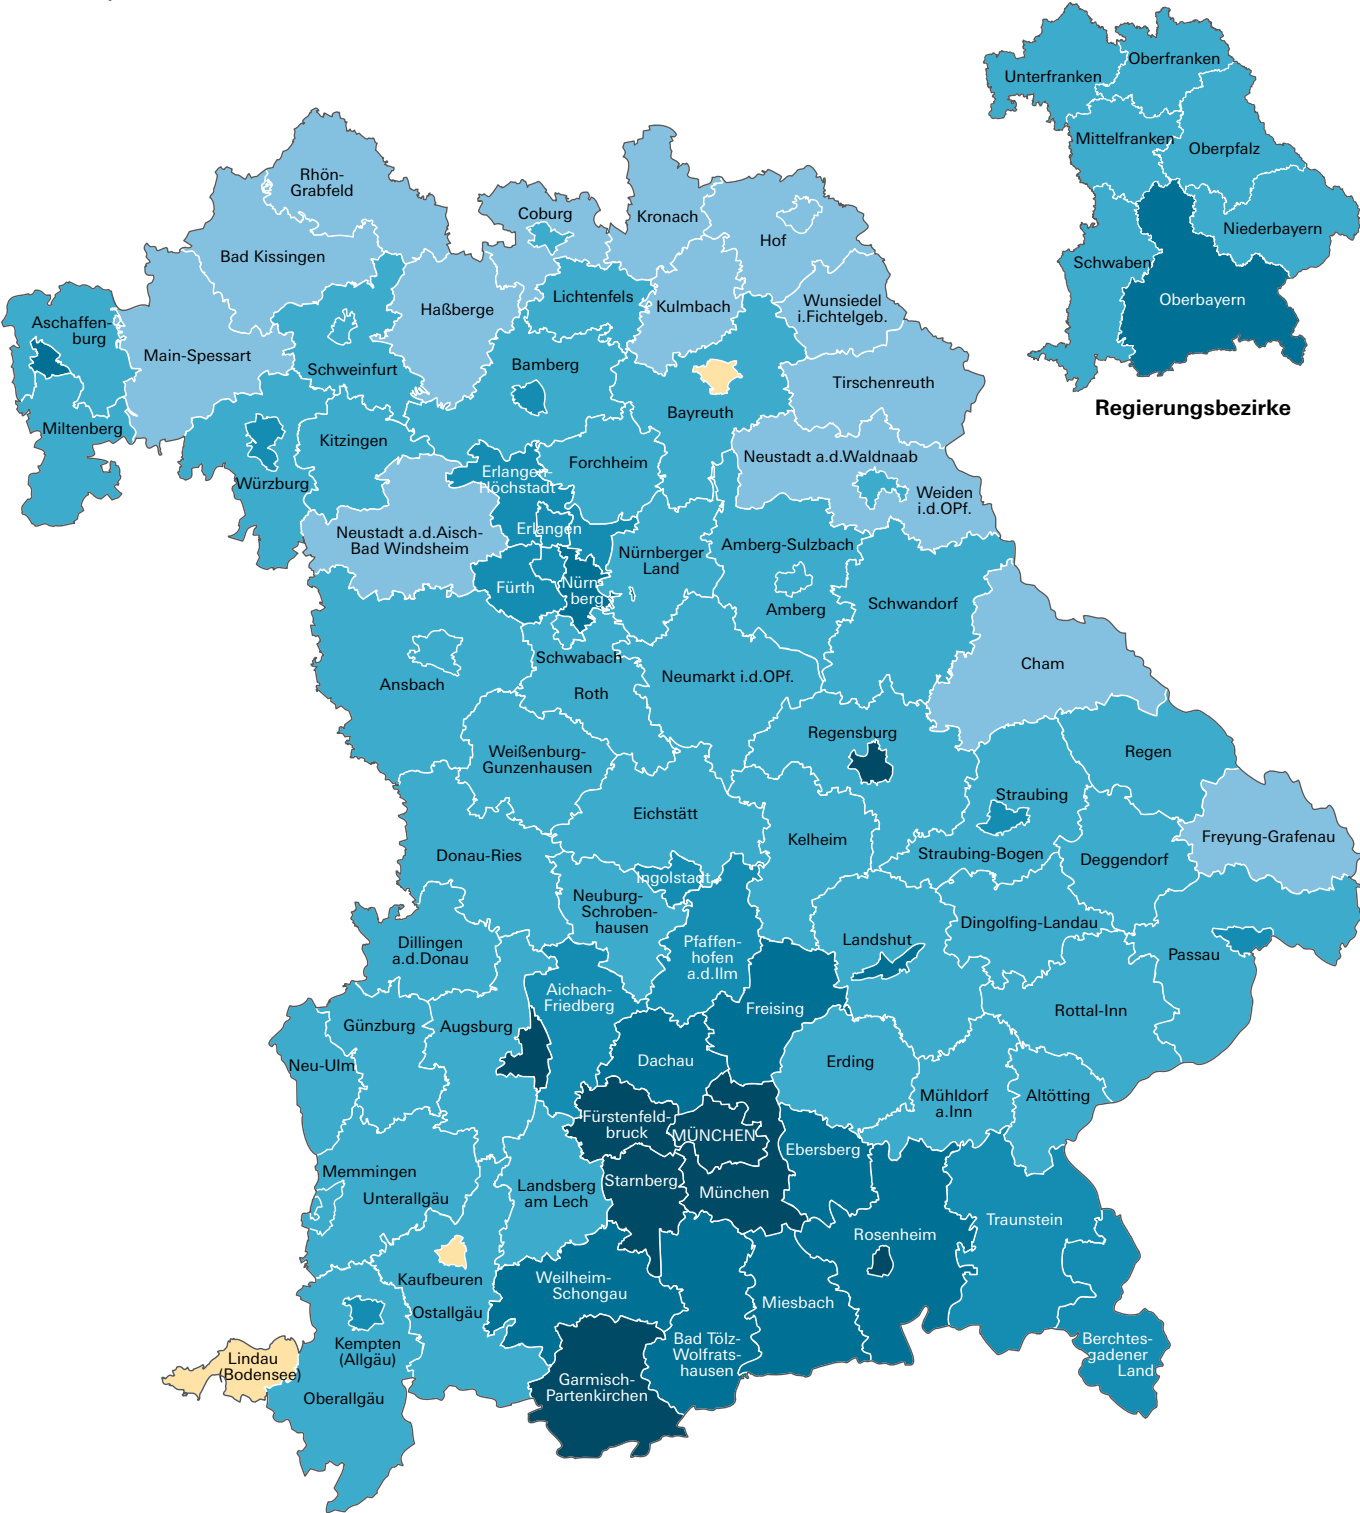 Unterfranken
Oberfranken
Mittelfranken
Oberpfalz
Niederbayern
Schwaben
Oberbayern
Regierungsbezirke
Rhön-
Grabfeld
Coburg
Kronach
Hof
Bad Kissingen
Lichtenfels
Haßberge
Kulmbach
Wunsiedel
i.Fichtelgeb.
Aschaffen-
burg
Main-Spessart
Schweinfurt
Bamberg
Tirschenreuth
Bayreuth
Miltenberg
Kitzingen
Neustadt a.d.Waldnaab
Forchheim
Erlangen-
Höchstadt
Würzburg
Weiden
i.d.OPf.
Neustadt a.d.Aisch-
Bad Windsheim
Erlangen
Nürnberger
Land
Amberg-Sulzbach
Fürth
Nürn-
berg
Amberg
Schwandorf
Schwabach
Cham
Ansbach
Roth
Neumarkt i.d.OPf.
Regensburg
Regen
Weißenburg-
Gunzenhausen
Straubing
Eichstätt
Kelheim
Freyung-Grafenau
Donau-Ries
Straubing-Bogen
Deggendorf
Ingolstadt
Neuburg-
Schroben-
hausen
Dingolfing-Landau
Dillingen
a.d.Donau
Pfaffen-
hofen
a.d.Ilm
Landshut
Passau
Aichach-
Friedberg
Freising
Rottal-Inn
Günzburg
Augsburg
Neu-Ulm
Dachau
Erding
Mühldorf
a.Inn
Altötting
Fürstenfeld-
bruck
MÜNCHEN
Ebersberg
Memmingen
Unterallgäu
Landsberg
am Lech
Starnberg
München
Traunstein
Rosenheim
Kaufbeuren
Weilheim-
Schongau
Ostallgäu
Miesbach
Kempten
(Allgäu)
Bad Tölz-
Wolfrats-
hausen
Berchtes-
gadener
Land
Lindau
(Bodensee)
Garmisch-
Partenkirchen
Oberallgäu